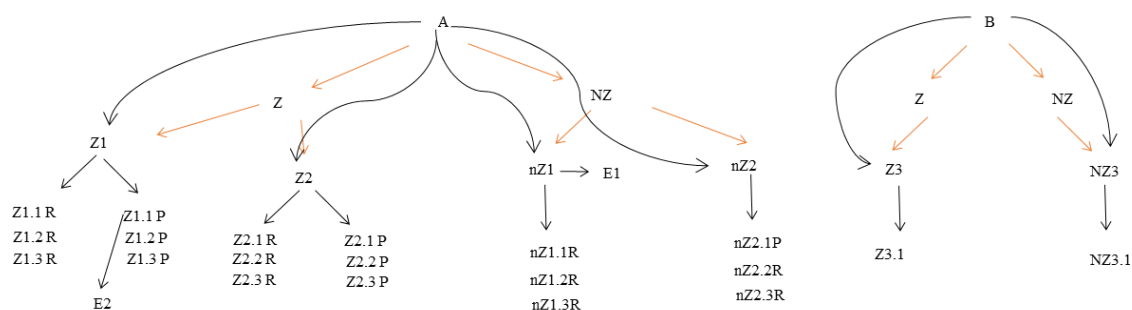 A
B
Z
NZ
Z
NZ
Z1
Z2
nZ1
E1
nZ2
Z3
NZ3
Z1.1 R
Z1.2 R
Z1.3 R
Z1.1 P
Z1.2 P
Z1.3 P
E2
Z2.1 R
Z2.2 R
Z2.3 R
Z2.1 P
Z2.2 P
Z2.3 P
nZ1.1R
nZ1.2R
nZ1.3R
nZ2.1P
nZ2.2R
nZ2.3R
Z3.1
NZ3.1